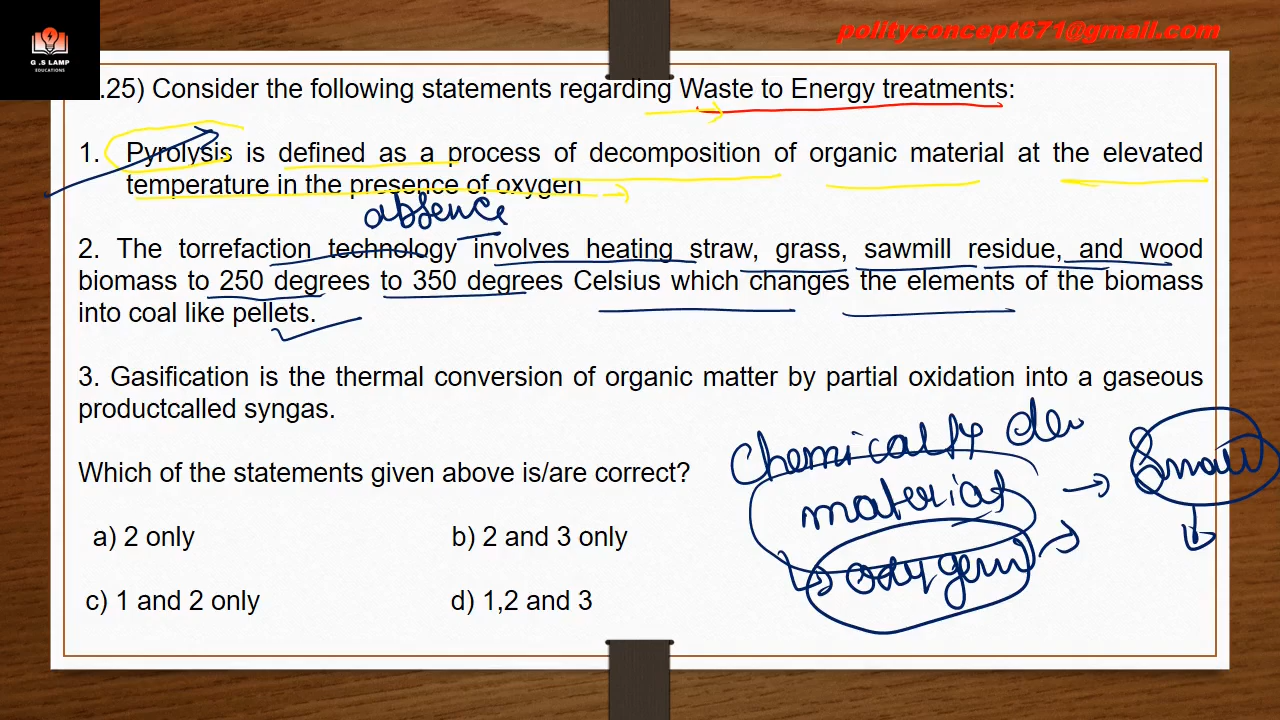 polityconcept671@gmail.com
G .S LAMP
EDUCATIONS
.25) Consider the following statements regarding Waste to Energy treatments:
1. Pyrolysis is defined as a process of decomposition of organic material at the elevated
temperature in the presence of oxygen
absence
2. The torrefaction technology involves heating straw, grass, sawmill residue, and wood
biomass to 250 degrees to 350 degrees Celsius which changes the elements of the biomass
into coal like pellets.
3. Gasification is the thermal conversion of organic matter by partial oxidation into a gaseous
productcalled syngas.
Chemically de
material
Small
Which of the statements given above is/are correct?
a) 2 only
b) 2 and 3 only
c) 1 and 2 only
d) 1,2 and 3